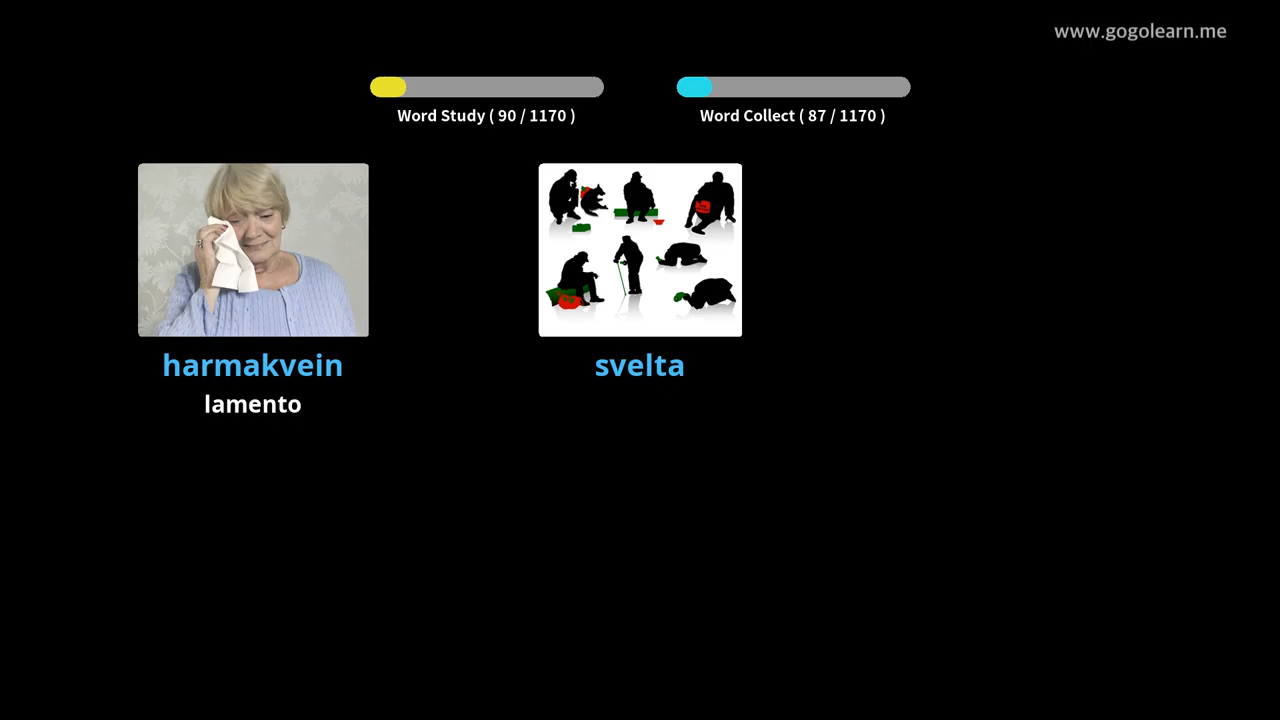 www.gogolearn.me
Word Study ( 90 / 1170 )
Word Collect ( 87 / 1170 )
harmakvein
lamento
svelta